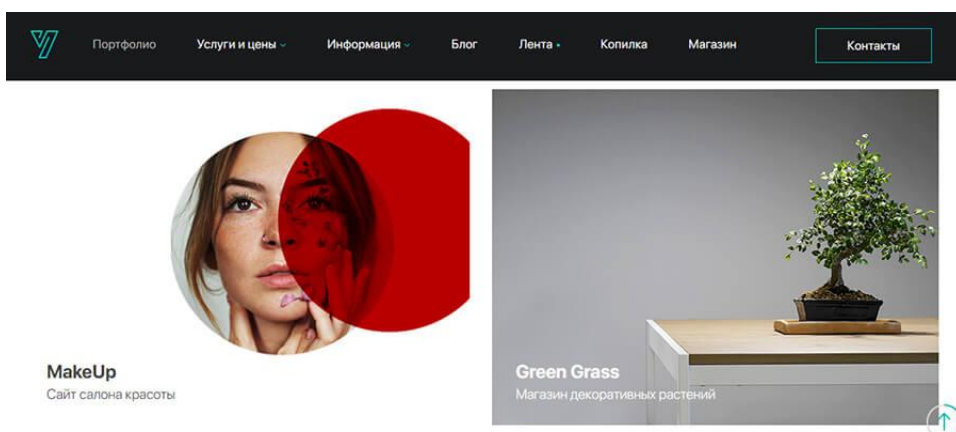 Портфолио Услуги и цены Информация Блог Лента Копилка Магазин Контакты
MakeUp
Сайт салона красоты
Green Grass
Магазин декоративных растений